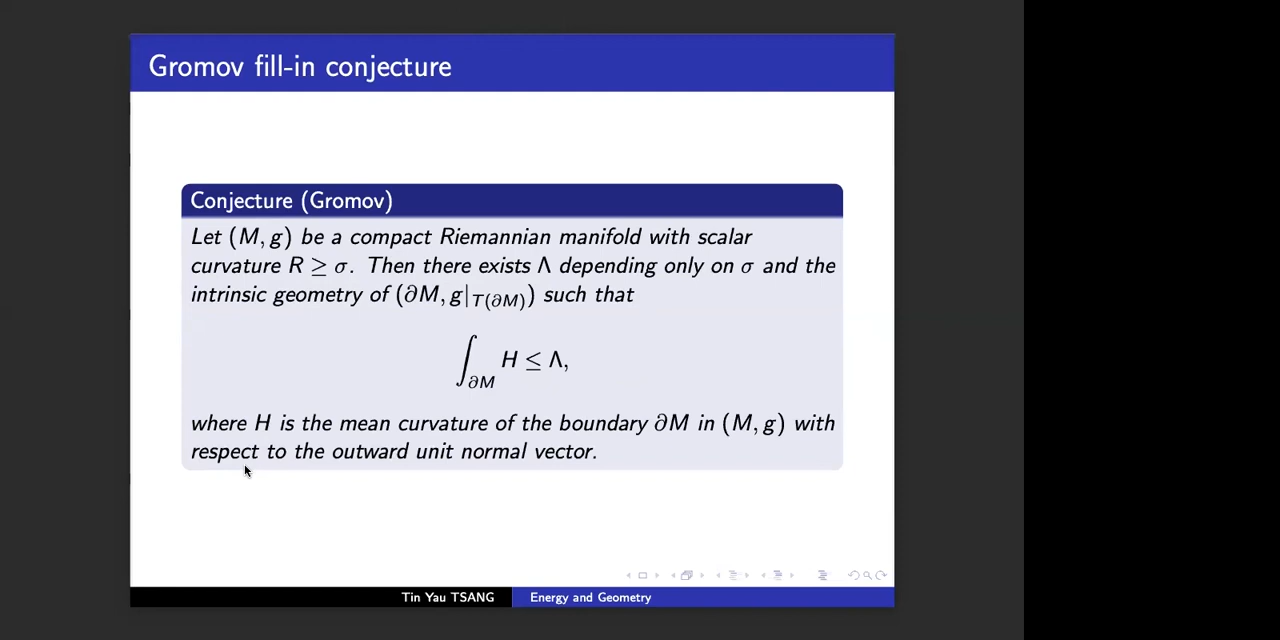 Gromov fill-in conjecture
Conjecture (Gromov)
Let (M, g) be a compact Riemannian manifold with scalar
curvature R ≥ σ. Then there exists Λ depending only on σ and the
intrinsic geometry of (∂M, g|_{T(∂M)}) such that
∫_{∂M} H ≤ Λ,
where H is the mean curvature of the boundary ∂M in (M, g) with
respect to the outward unit normal vector.
Tin Yau TSANG
Energy and Geometry